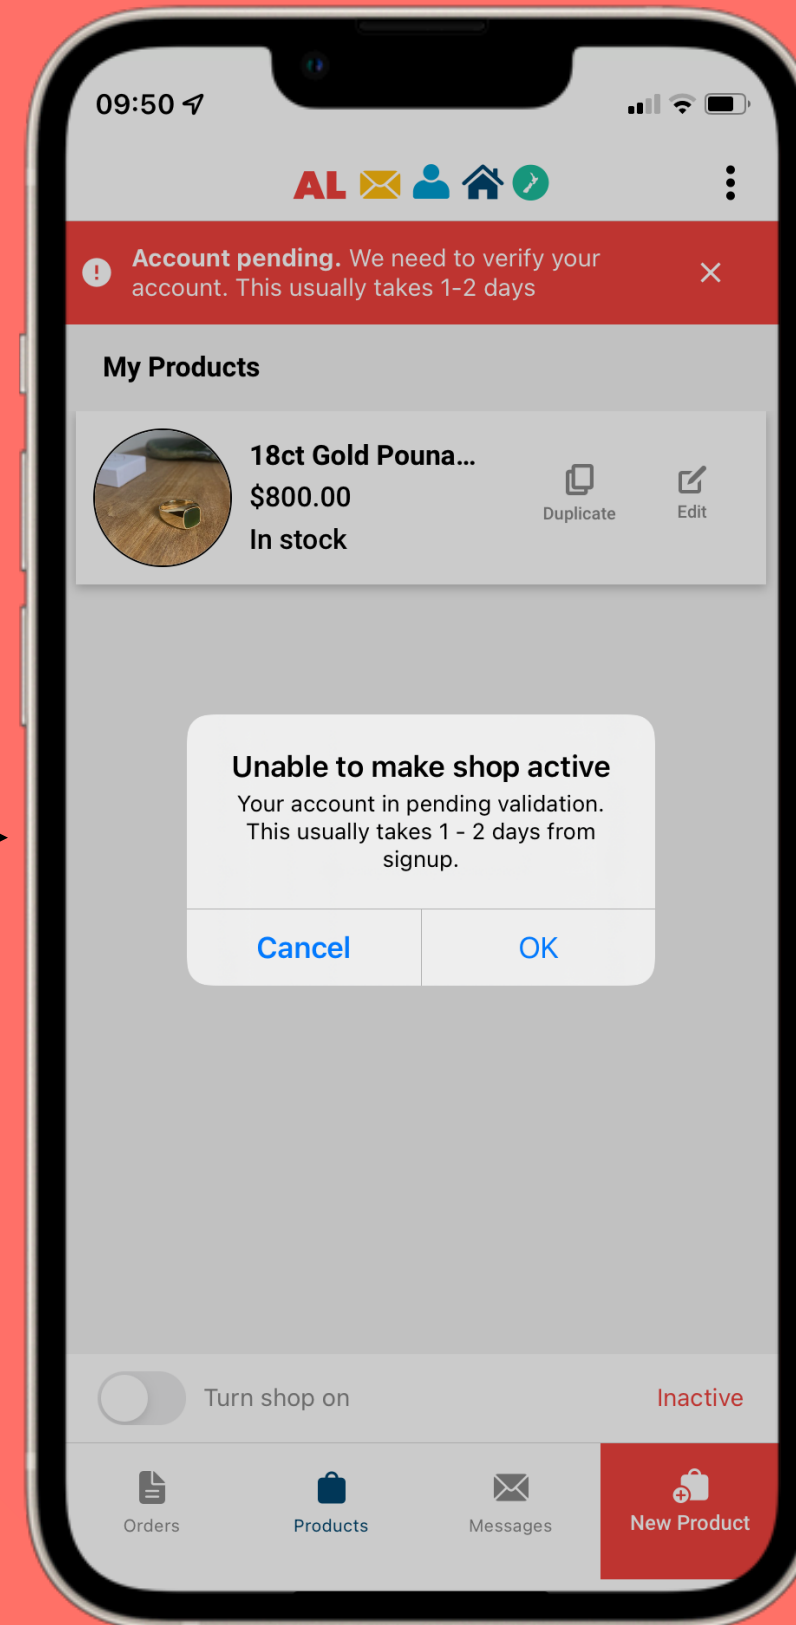 09:50
AL
Account pending. We need to verify your
account. This usually takes 1-2 days
My Products
18ct Gold Pouna...
$800.00
In stock
Duplicate
Edit
Unable to make shop active
Your account in pending validation.
This usually takes 1 - 2 days from
signup.
Cancel
OK
Turn shop on
Inactive
Orders
Products
Messages
New Product